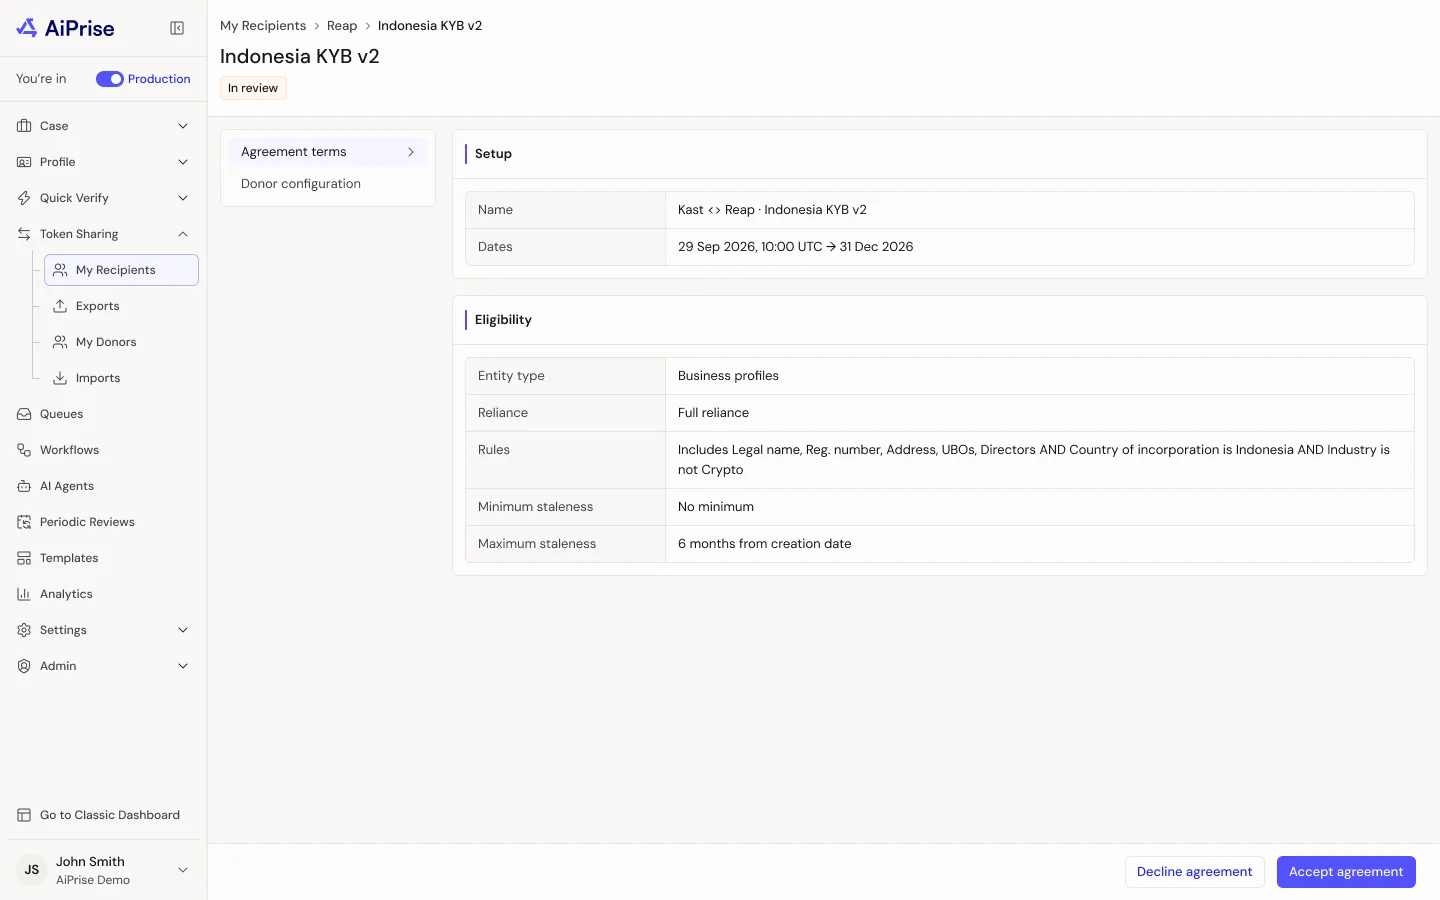 AiPrise
You're in
Production
Case
Profile
Quick Verify
Token Sharing
My Recipients
Exports
My Donors
Imports
Queues
Workflows
AI Agents
Periodic Reviews
Templates
Analytics
Settings
Admin
Go to Classic Dashboard
JS
John Smith
AiPrise Demo
My Recipients > Reap > Indonesia KYB v2
Indonesia KYB v2
In review
Agreement terms
Donor configuration
Setup
Name Kast <> Reap · Indonesia KYB v2
Dates 29 Sep 2026, 10:00 UTC → 31 Dec 2026
Eligibility
Entity type Business profiles
Reliance Full reliance
Rules Includes Legal name, Reg. number, Address, UBOs, Directors AND Country of incorporation is Indonesia AND Industry is
not Crypto
Minimum staleness No minimum
Maximum staleness 6 months from creation date
Decline agreement
Accept agreement